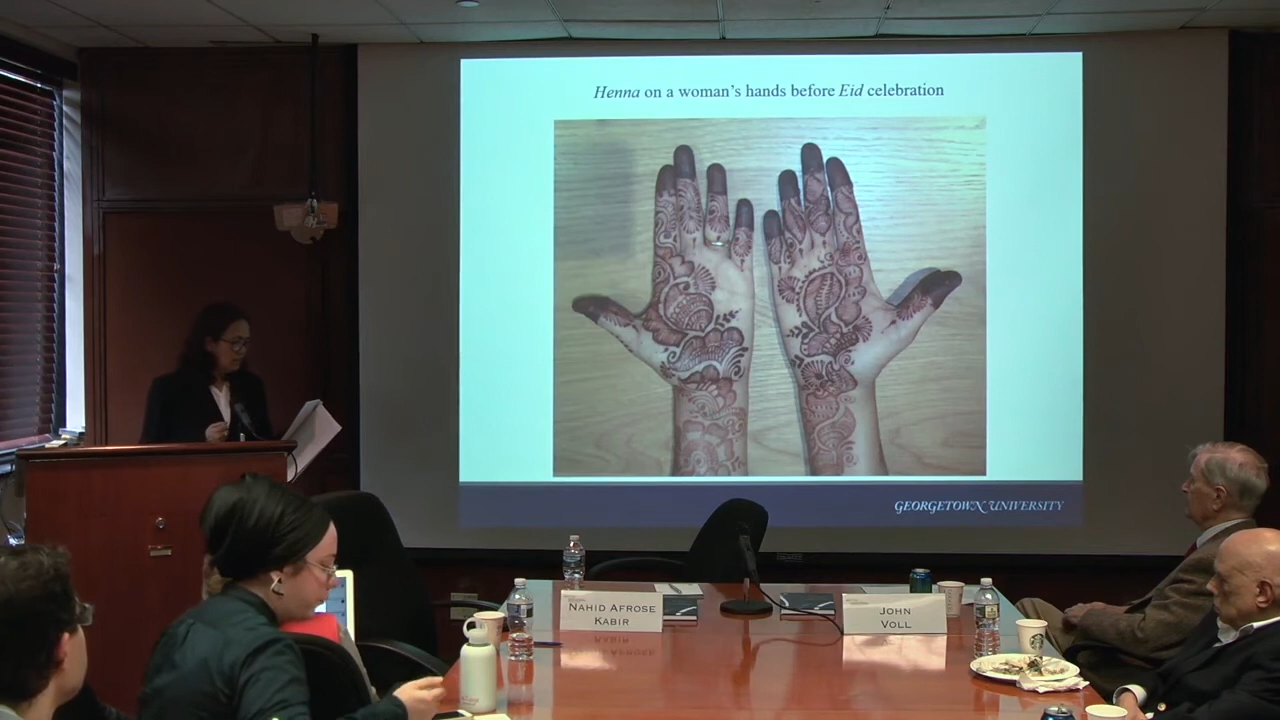 Henna on a woman's hands before Eid celebration
GEORGETOWN UNIVERSITY
NAHID AFROSE
KABIR
JOHN
VOLL